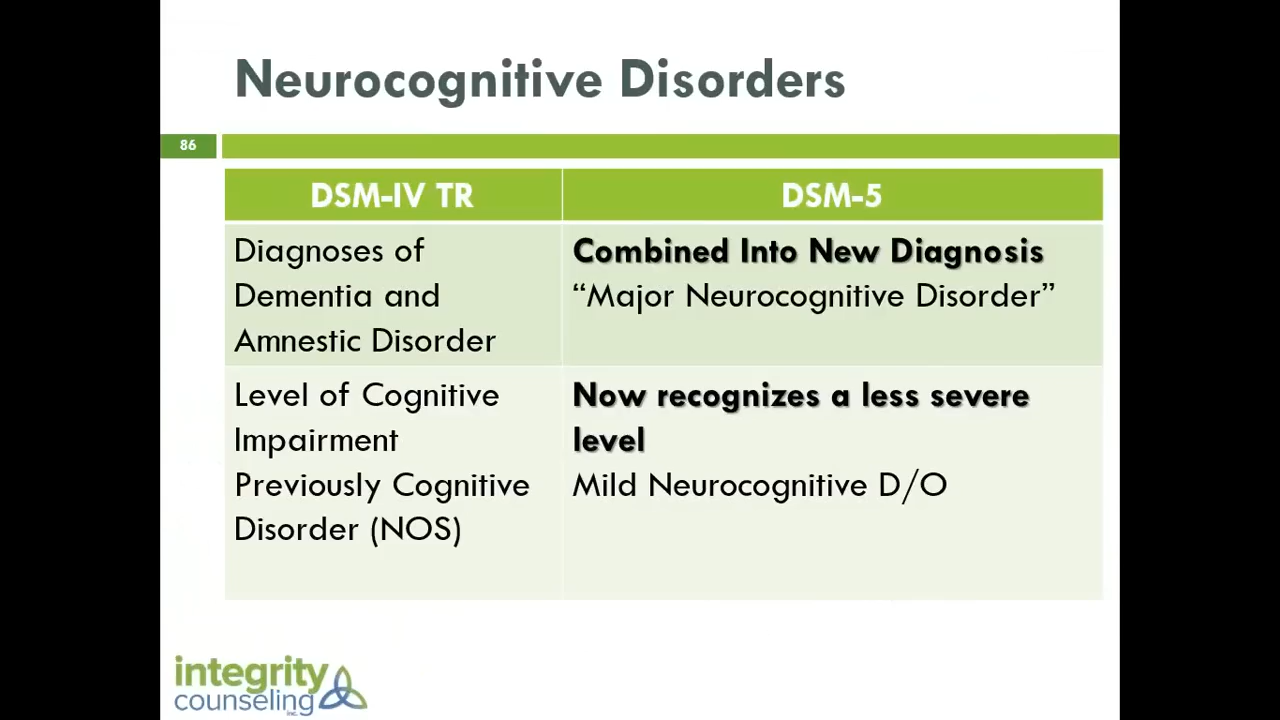 Neurocognitive Disorders
86
DSM-IV TR
DSM-5
Diagnoses of
Dementia and
Amnestic Disorder
Combined Into New Diagnosis
“Major Neurocognitive Disorder”
Level of Cognitive
Impairment
Previously Cognitive
Disorder (NOS)
Now recognizes a less severe
level
Mild Neurocognitive D/O
integrity
counseling
inc.